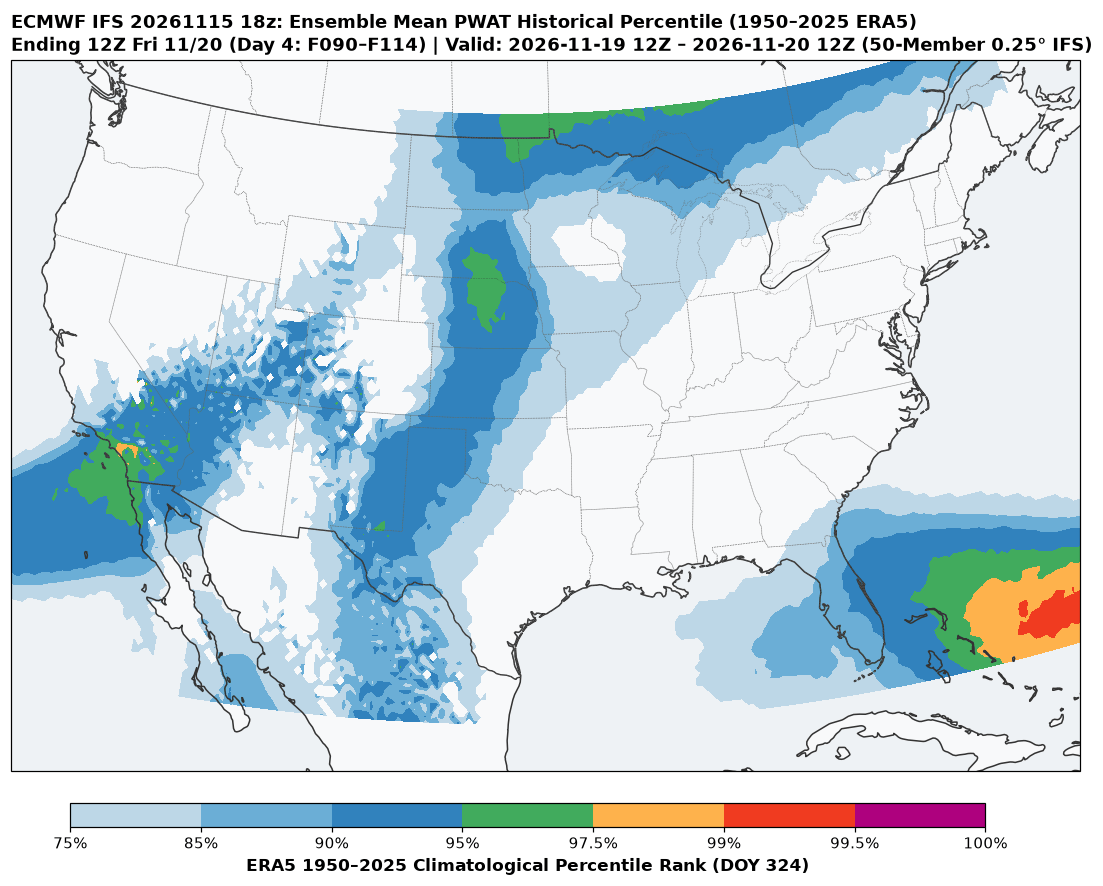 ECMWF IFS 20261115 18z: Ensemble Mean PWAT Historical Percentile (1950–2025 ERA5)
Ending 12Z Fri 11/20 (Day 4: F090–F114) | Valid: 2026-11-19 12Z – 2026-11-20 12Z (50-Member 0.25° IFS)
75% 85% 90% 95% 97.5% 99% 99.5% 100%
ERA5 1950–2025 Climatological Percentile Rank (DOY 324)